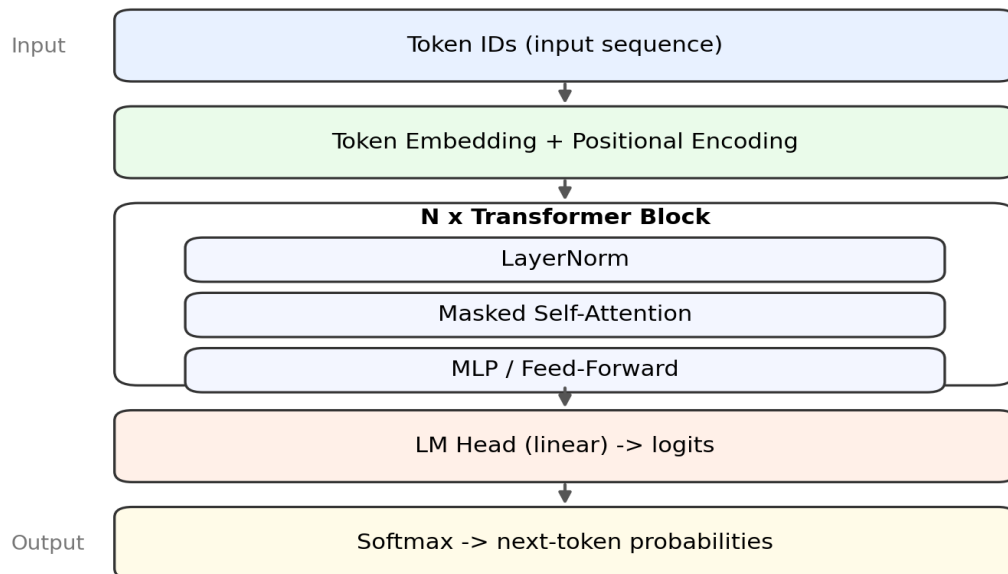 Input
Token IDs (input sequence)
Token Embedding + Positional Encoding
N x Transformer Block
LayerNorm
Masked Self-Attention
MLP / Feed-Forward
LM Head (linear) -> logits
Output
Softmax -> next-token probabilities